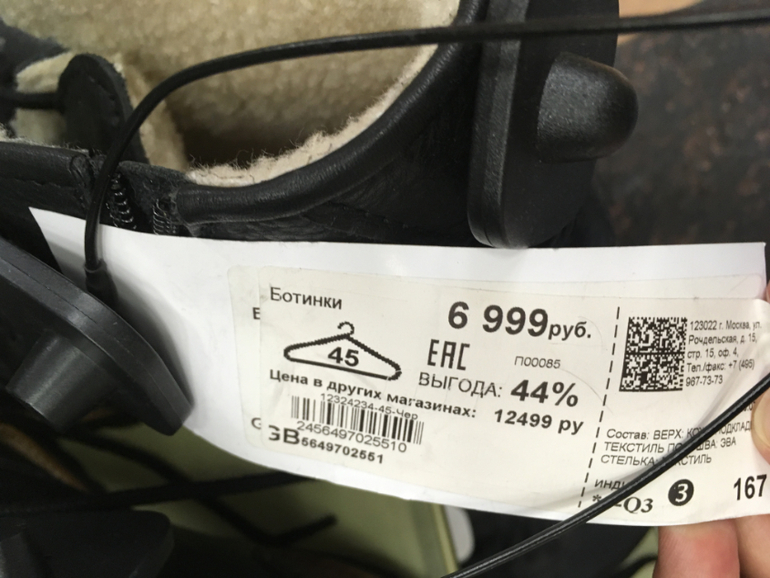 Ботинки
6 999руб.
45
EAC
П00085
ВЫГОДА: 44%
Цена в других магазинах: 12499 ру
12324234-45-Чер
2456497025510
GB5649702551
123022 г. Москва, ул.
Рочдельская, д. 15,
стр. 15, оф. 4,
Тел./факс: +7 (495)
987-73-73
Состав: ВЕРХ:
ТЕКСТИЛЬ ЭВА
СТЕЛЬКА:
-Q3 3 167